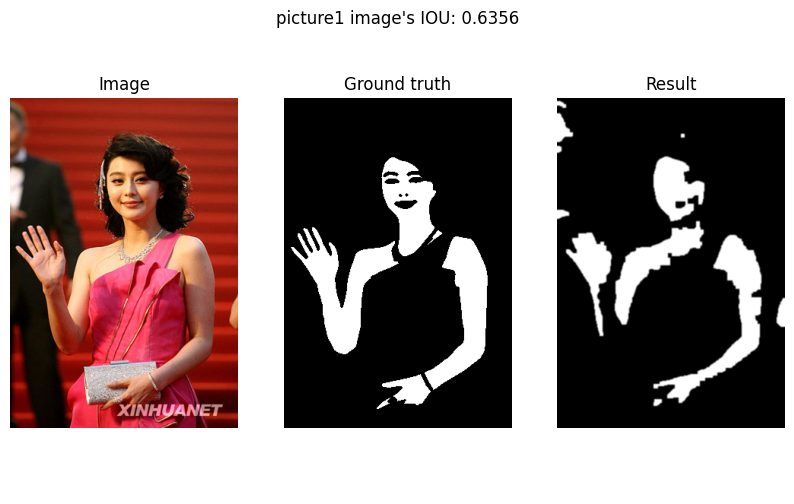 picture1 image's IOU: 0.6356
Image
Ground truth
Result
XINHUANET